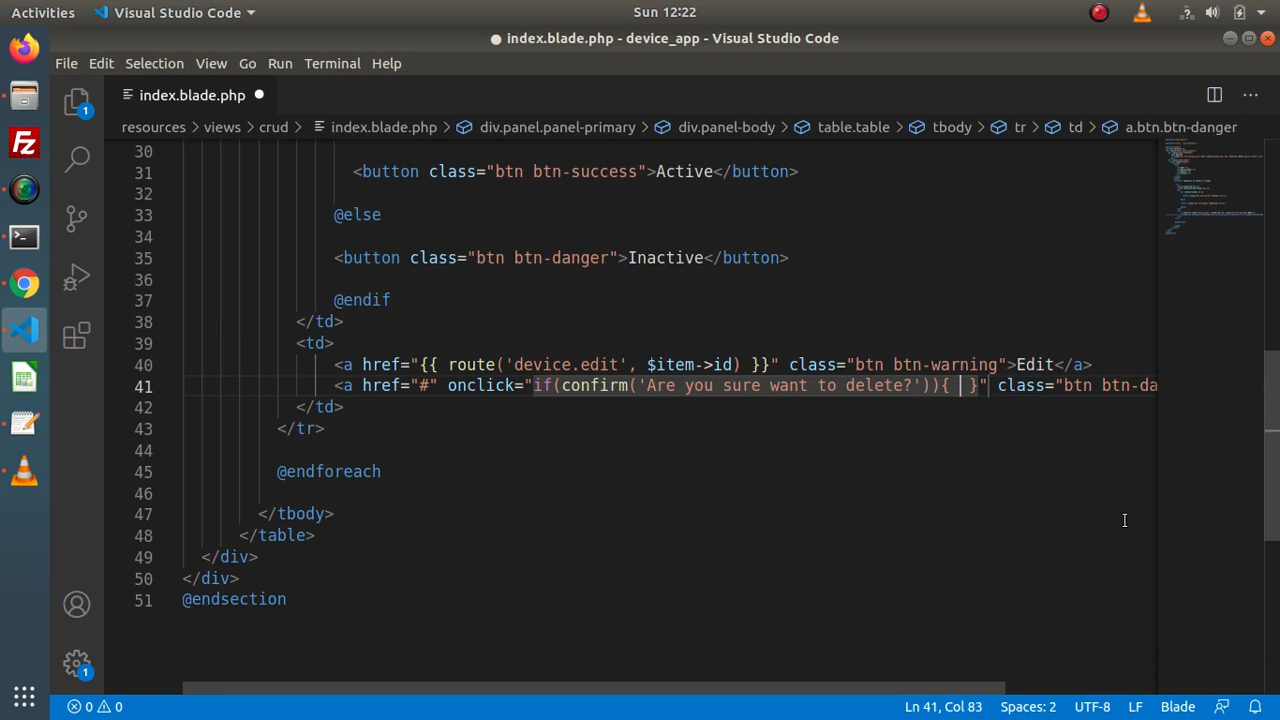 Activities Visual Studio Code Sun 12:22
index.blade.php - device_app - Visual Studio Code
File Edit Selection View Go Run Terminal Help
index.blade.php
resources views crud index.blade.php div.panel.panel-primary div.panel-body table.table tbody tr td a.btn.btn-danger
30
31 <button class="btn btn-success">Active</button>
32
33 @else
34
35 <button class="btn btn-danger">Inactive</button>
36
37 @endif
38 </td>
39 <td>
40 <a href="{{ route('device.edit', $item->id) }}" class="btn btn-warning">Edit</a>
41 <a href="#" onclick="if(confirm('Are you sure want to delete?')){ }" class="btn btn-da
42 </td>
43 </tr>
44
45 @endforeach
46
47 </tbody>
48 </table>
49 </div>
50 </div>
51 @endsection
0 0 Ln 41, Col 83 Spaces: 2 UTF-8 LF Blade